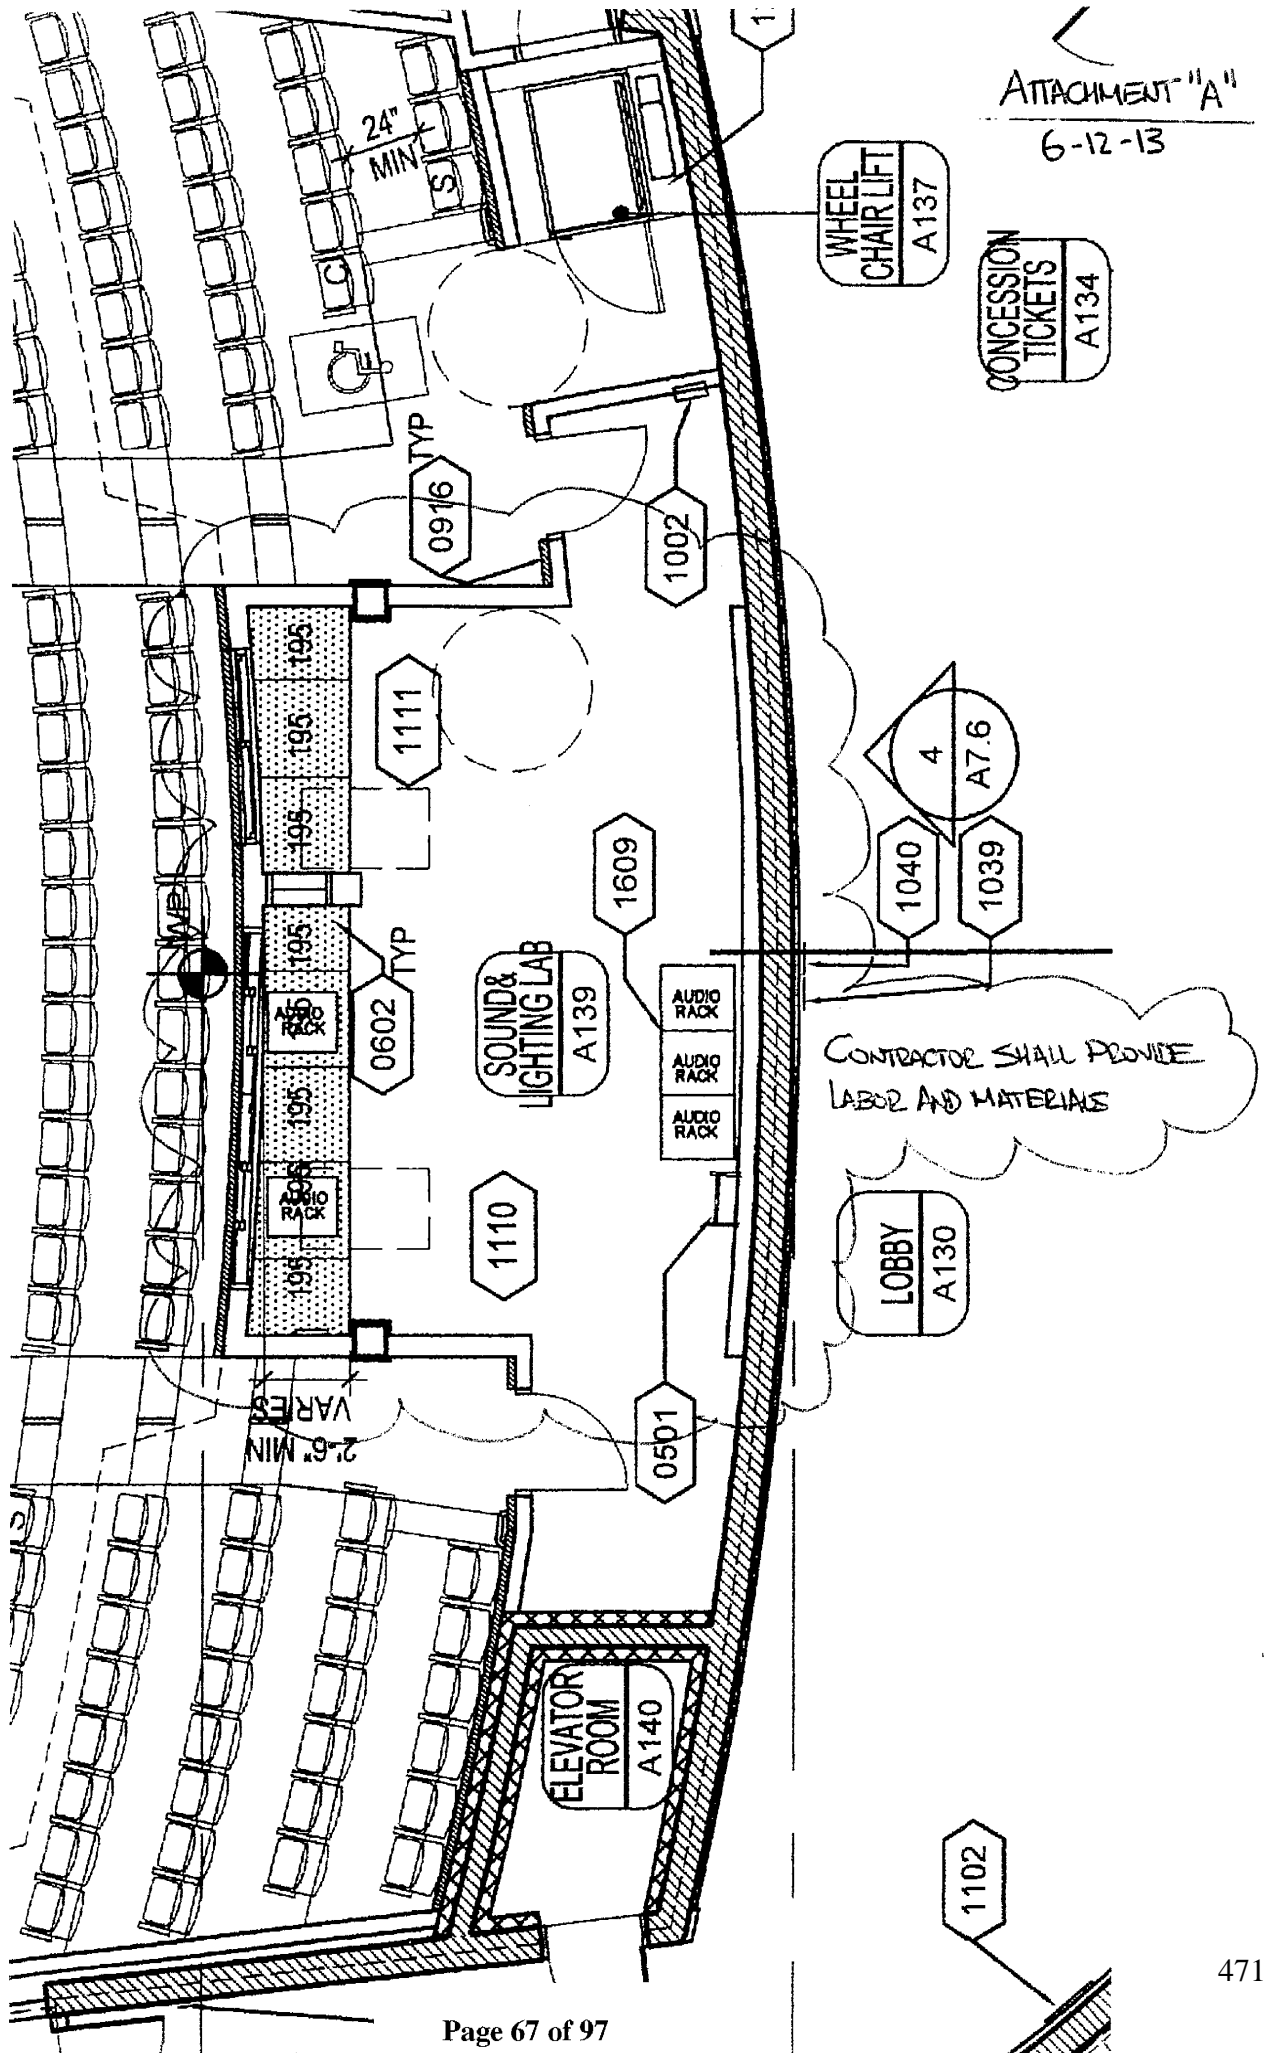 ATTACHMENT "A"
6-12-13
24"
MIN
S
C
WHEEL
CHAIR LIFT
A137
CONCESSION
TICKETS
A134
TYP
0916
1002
195
195
195
1111
4
A7.6
1040
1039
1609
WP
195
TYP
0602
AUDIO
RACK
195
SOUND&
LIGHTING LAB
A139
AUDIO
RACK
AUDIO
RACK
AUDIO
RACK
CONTRACTOR SHALL PROVIDE
LABOR AND MATERIALS
195
AUDIO
RACK
195
1110
LOBBY
A130
VARIES
2'-6" MIN
0501
S
ELEVATOR
ROOM
A140
1102
471
Page 67 of 97